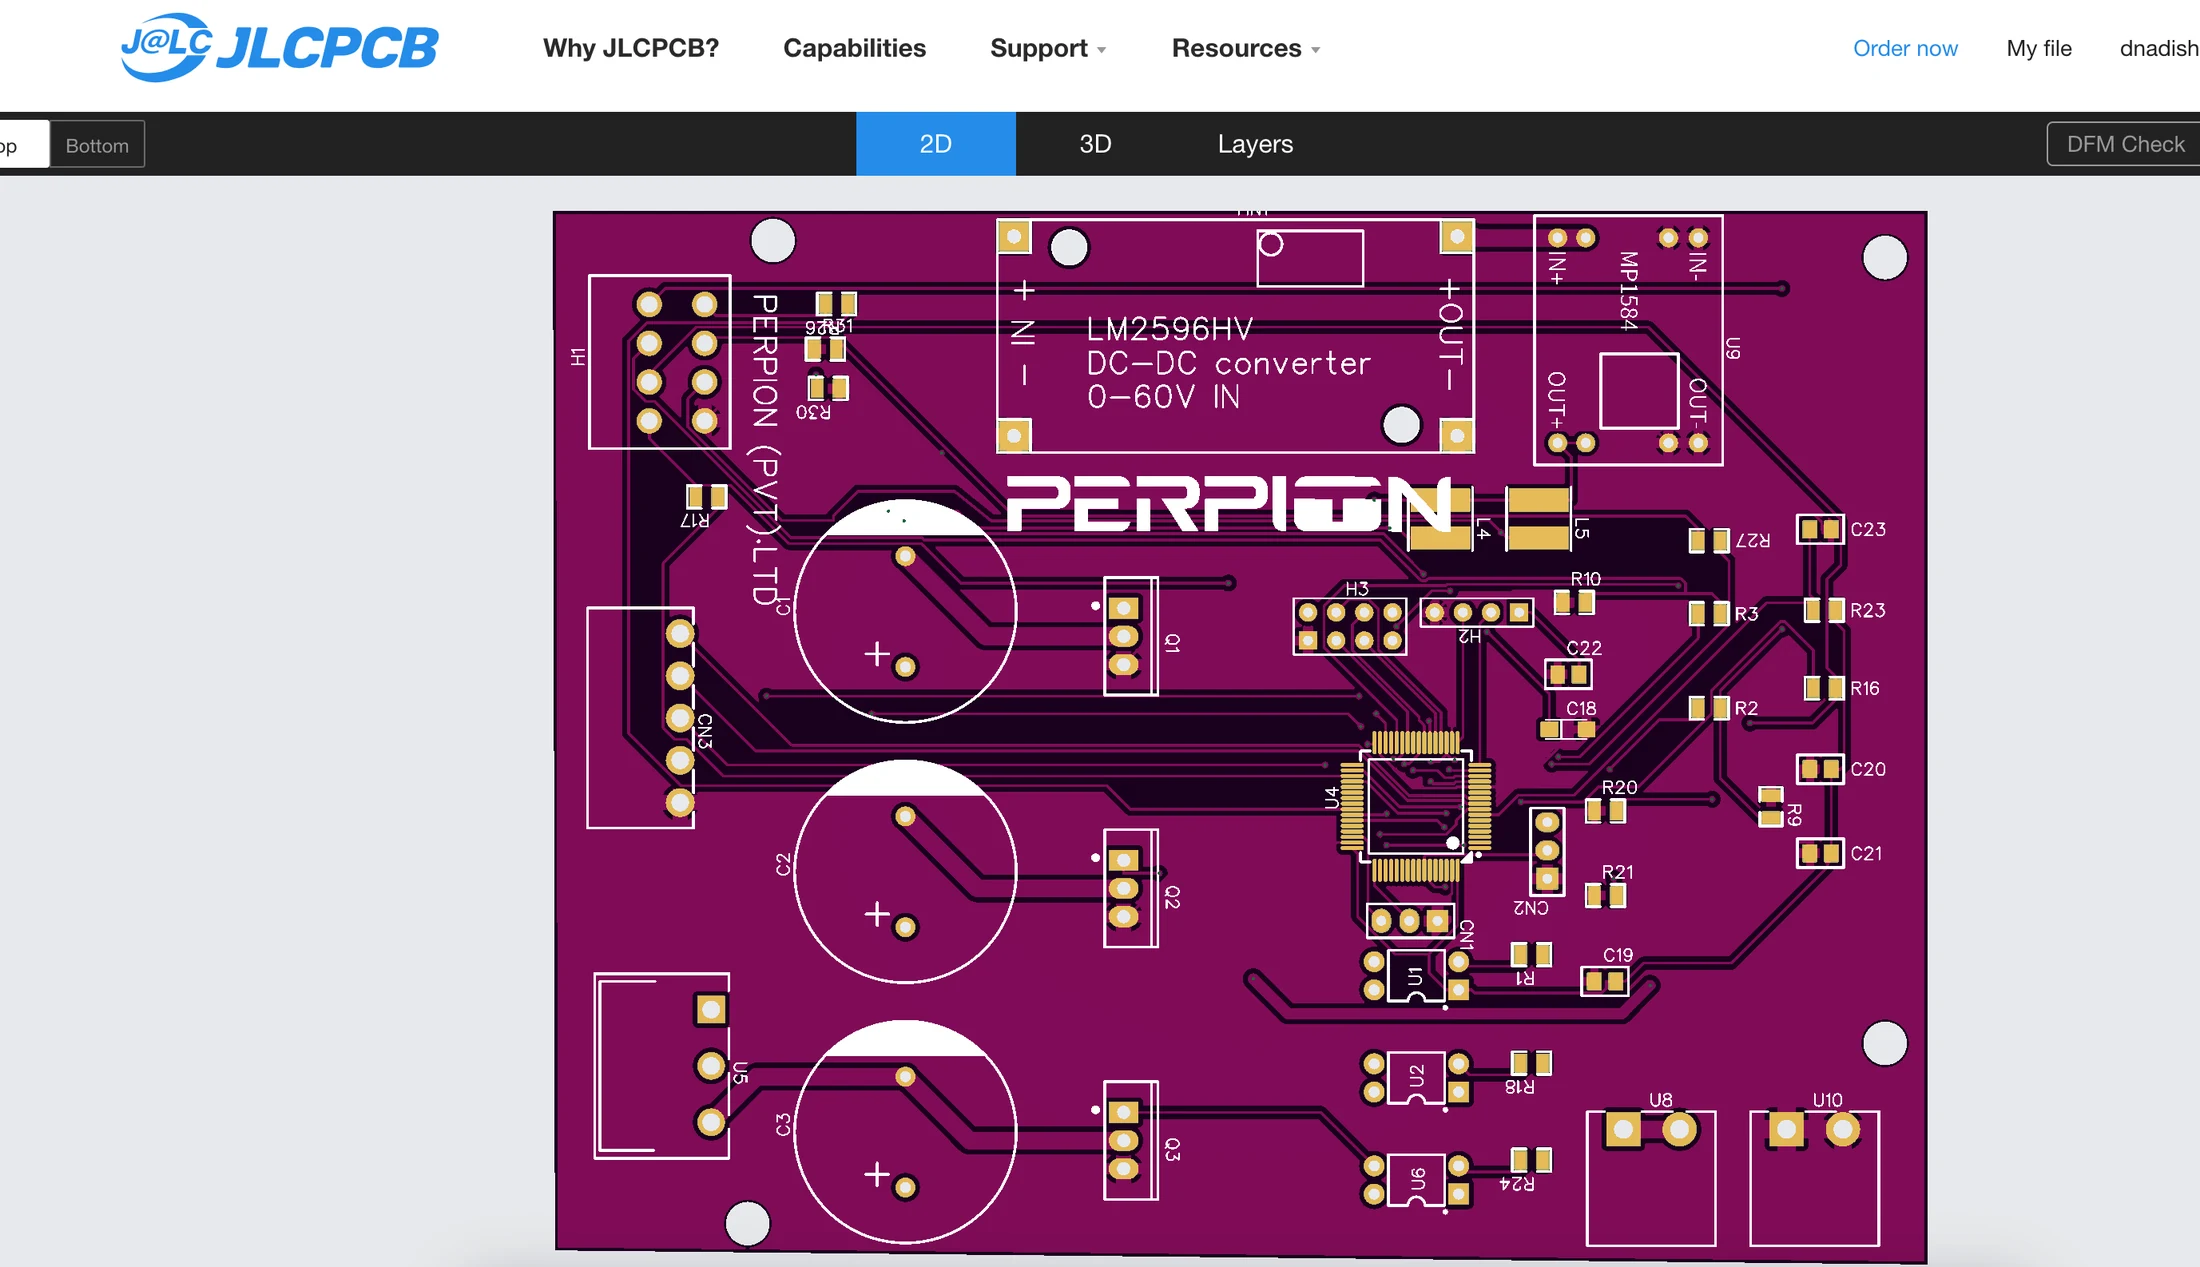 J@LC JLCPCB
Why JLCPCB?
Capabilities
Support
Resources
Order now
My file
dnadish
op
Bottom
2D
3D
Layers
DFM Check
H1
PERPION (PVT).LTD
R26
R31
R30
R17
+ IN -
LM2596HV
DC-DC converter
0-60V IN
+OUT-
IN+
MP1584
IN-
OUT+
OUT-
U9
PERPION
L4
L5
R27
C23
C1
Q1
H3
H2
R10
R3
R23
C22
R16
C18
R2
CN3
U4
C20
R20
R9
C2
Q2
C21
R21
CN2
CN1
U1
R1
C19
U5
U2
R18
C3
Q3
U6
R24
U8
U10